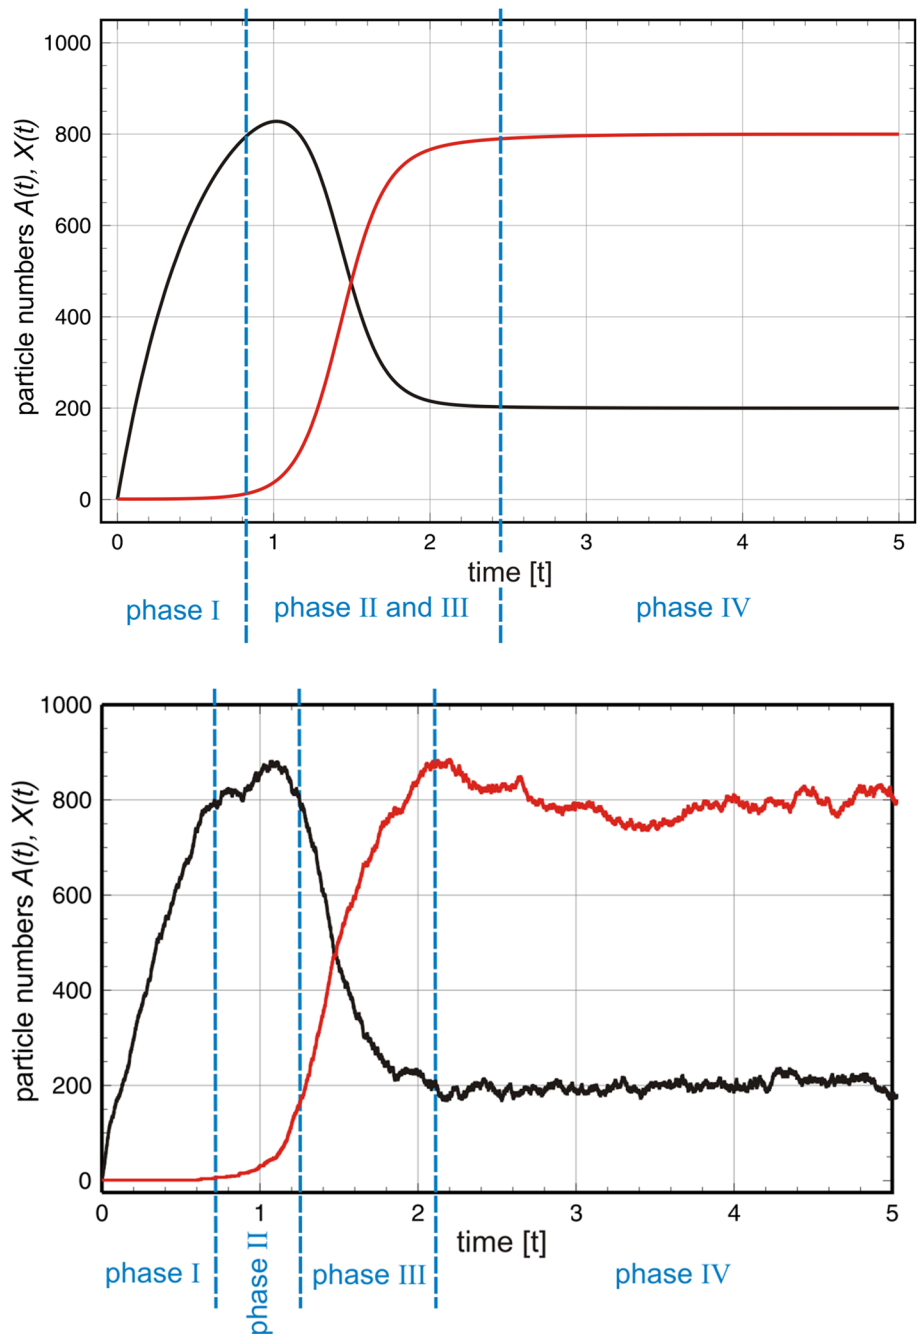 1000
800
600
400
200
0
particle numbers A(t), X(t)
0 1 2 3 4 5
time [t]
phase I phase II and III phase IV
1000
800
600
400
200
0
particle numbers A(t), X(t)
0 1 2 3 4 5
time [t]
phase I phase II phase III phase IV